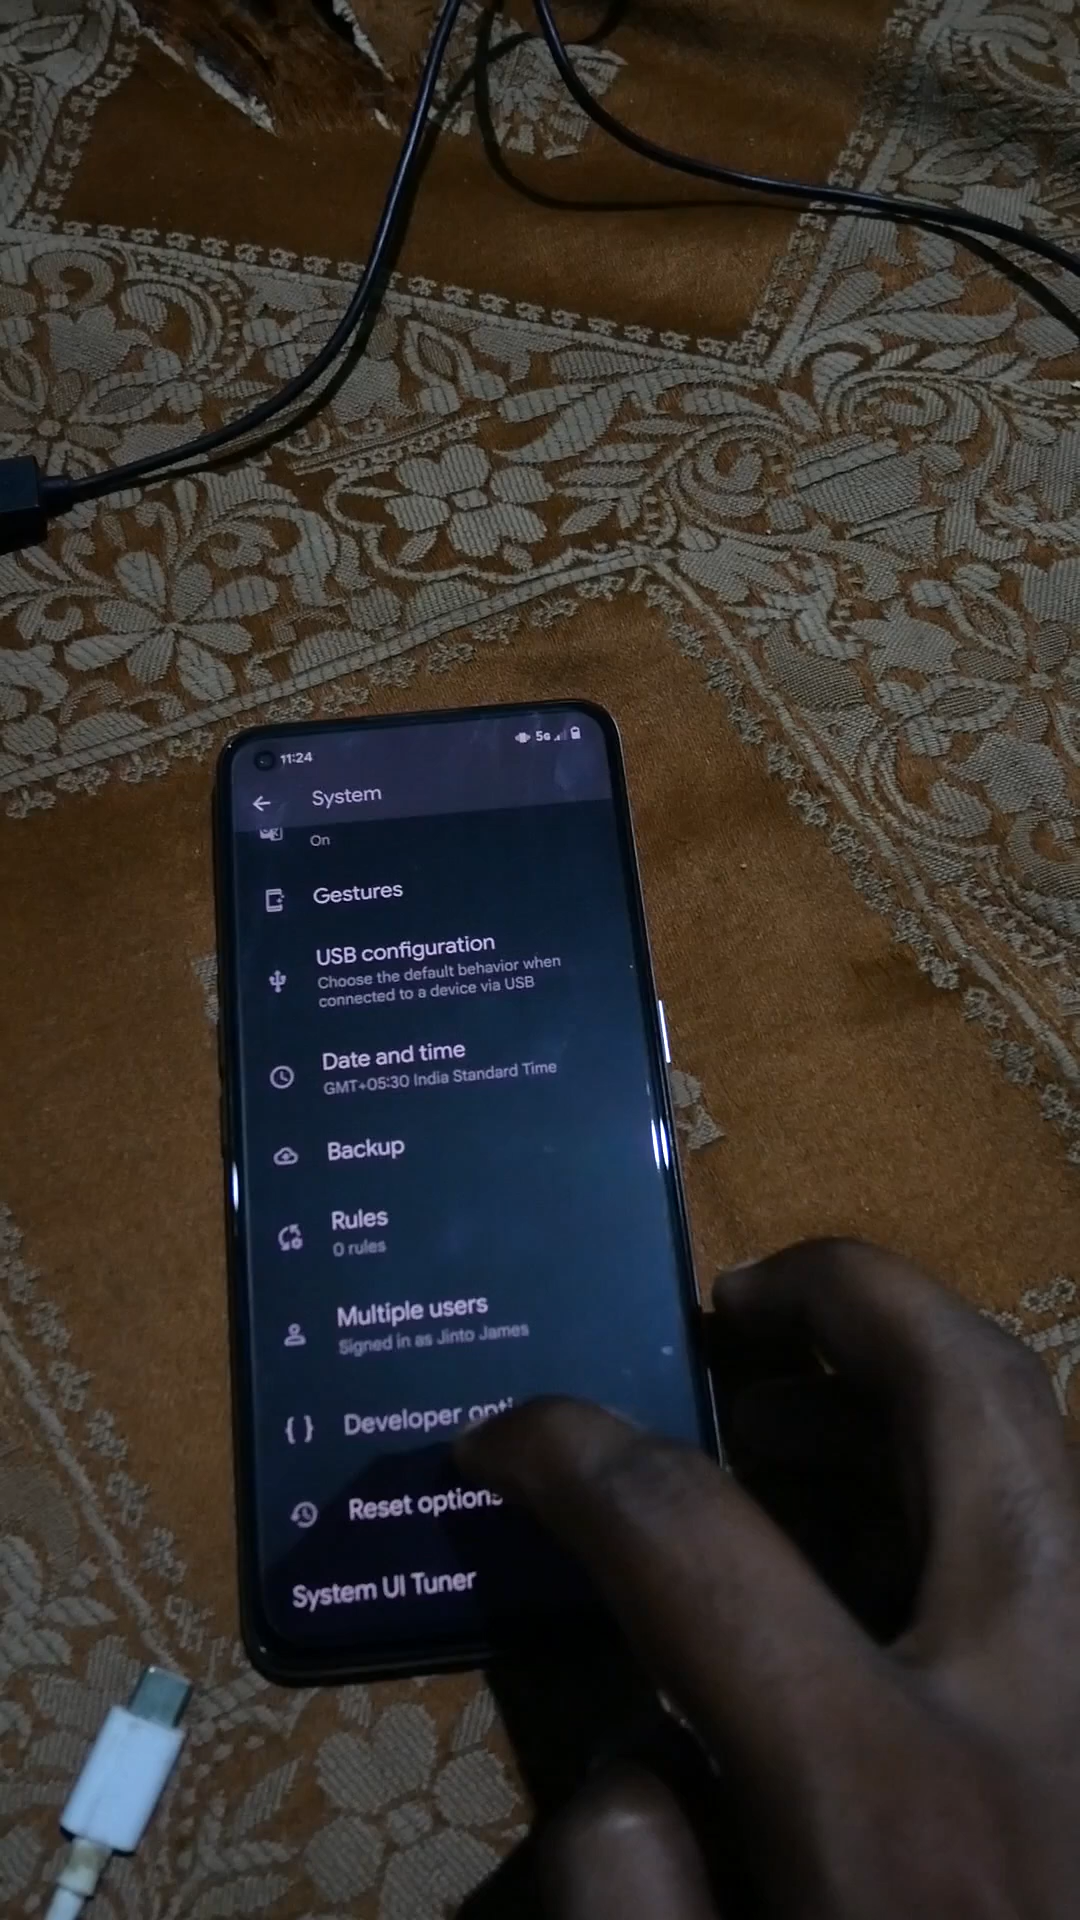 11:24
5G
System
On
Gestures
USB configuration
Choose the default behavior when
connected to a device via USB
Date and time
GMT+05:30 India Standard Time
Backup
Rules
0 rules
Multiple users
Signed in as Jinto James
Developer opti
Reset options
System UI Tuner